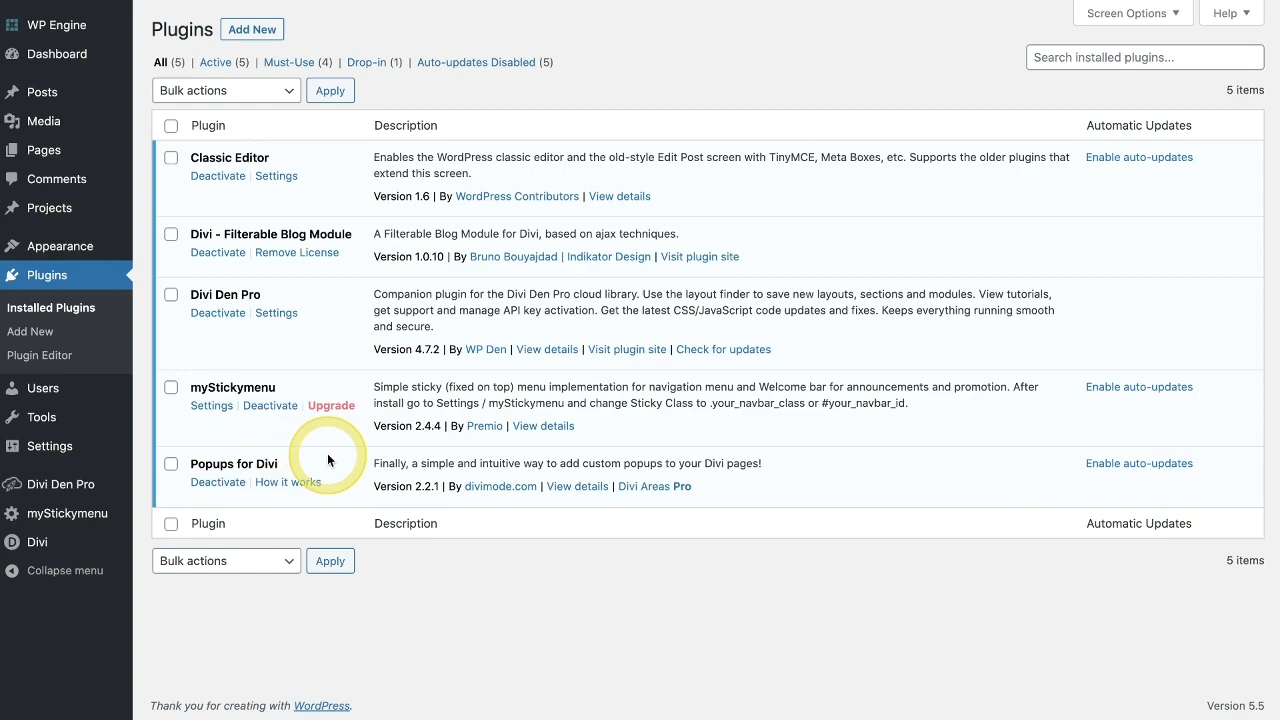 WP Engine
Dashboard
Posts
Media
Pages
Comments
Projects
Appearance
Plugins
Installed Plugins
Add New
Plugin Editor
Users
Tools
Settings
Divi Den Pro
myStickymenu
Divi
Collapse menu
Screen Options ▼ Help ▼
Plugins Add New
All (5) | Active (5) | Must-Use (4) | Drop-in (1) | Auto-updates Disabled (5)
Search installed plugins...
Bulk actions Apply
5 items
Plugin Description Automatic Updates
Classic Editor
Deactivate | Settings
Enables the WordPress classic editor and the old-style Edit Post screen with TinyMCE, Meta Boxes, etc. Supports the older plugins that
extend this screen.
Version 1.6 | By WordPress Contributors | View details
Enable auto-updates
Divi - Filterable Blog Module
Deactivate | Remove License
A Filterable Blog Module for Divi, based on ajax techniques.
Version 1.0.10 | By Bruno Bouyajdad | Indikator Design | Visit plugin site
Divi Den Pro
Deactivate | Settings
Companion plugin for the Divi Den Pro cloud library. Use the layout finder to save new layouts, sections and modules. View tutorials,
get support and manage API key activation. Get the latest CSS/JavaScript code updates and fixes. Keeps everything running smooth
and secure.
Version 4.7.2 | By WP Den | View details | Visit plugin site | Check for updates
myStickymenu
Settings | Deactivate | Upgrade
Simple sticky (fixed on top) menu implementation for navigation menu and Welcome bar for announcements and promotion. After
install go to Settings / myStickymenu and change Sticky Class to .your_navbar_class or #your_navbar_id.
Version 2.4.4 | By Premio | View details
Enable auto-updates
Popups for Divi
Deactivate | How it works
Finally, a simple and intuitive way to add custom popups to your Divi pages!
Version 2.2.1 | By divimode.com | View details | Divi Areas Pro
Enable auto-updates
Plugin Description Automatic Updates
Bulk actions Apply
5 items
Thank you for creating with WordPress.
Version 5.5